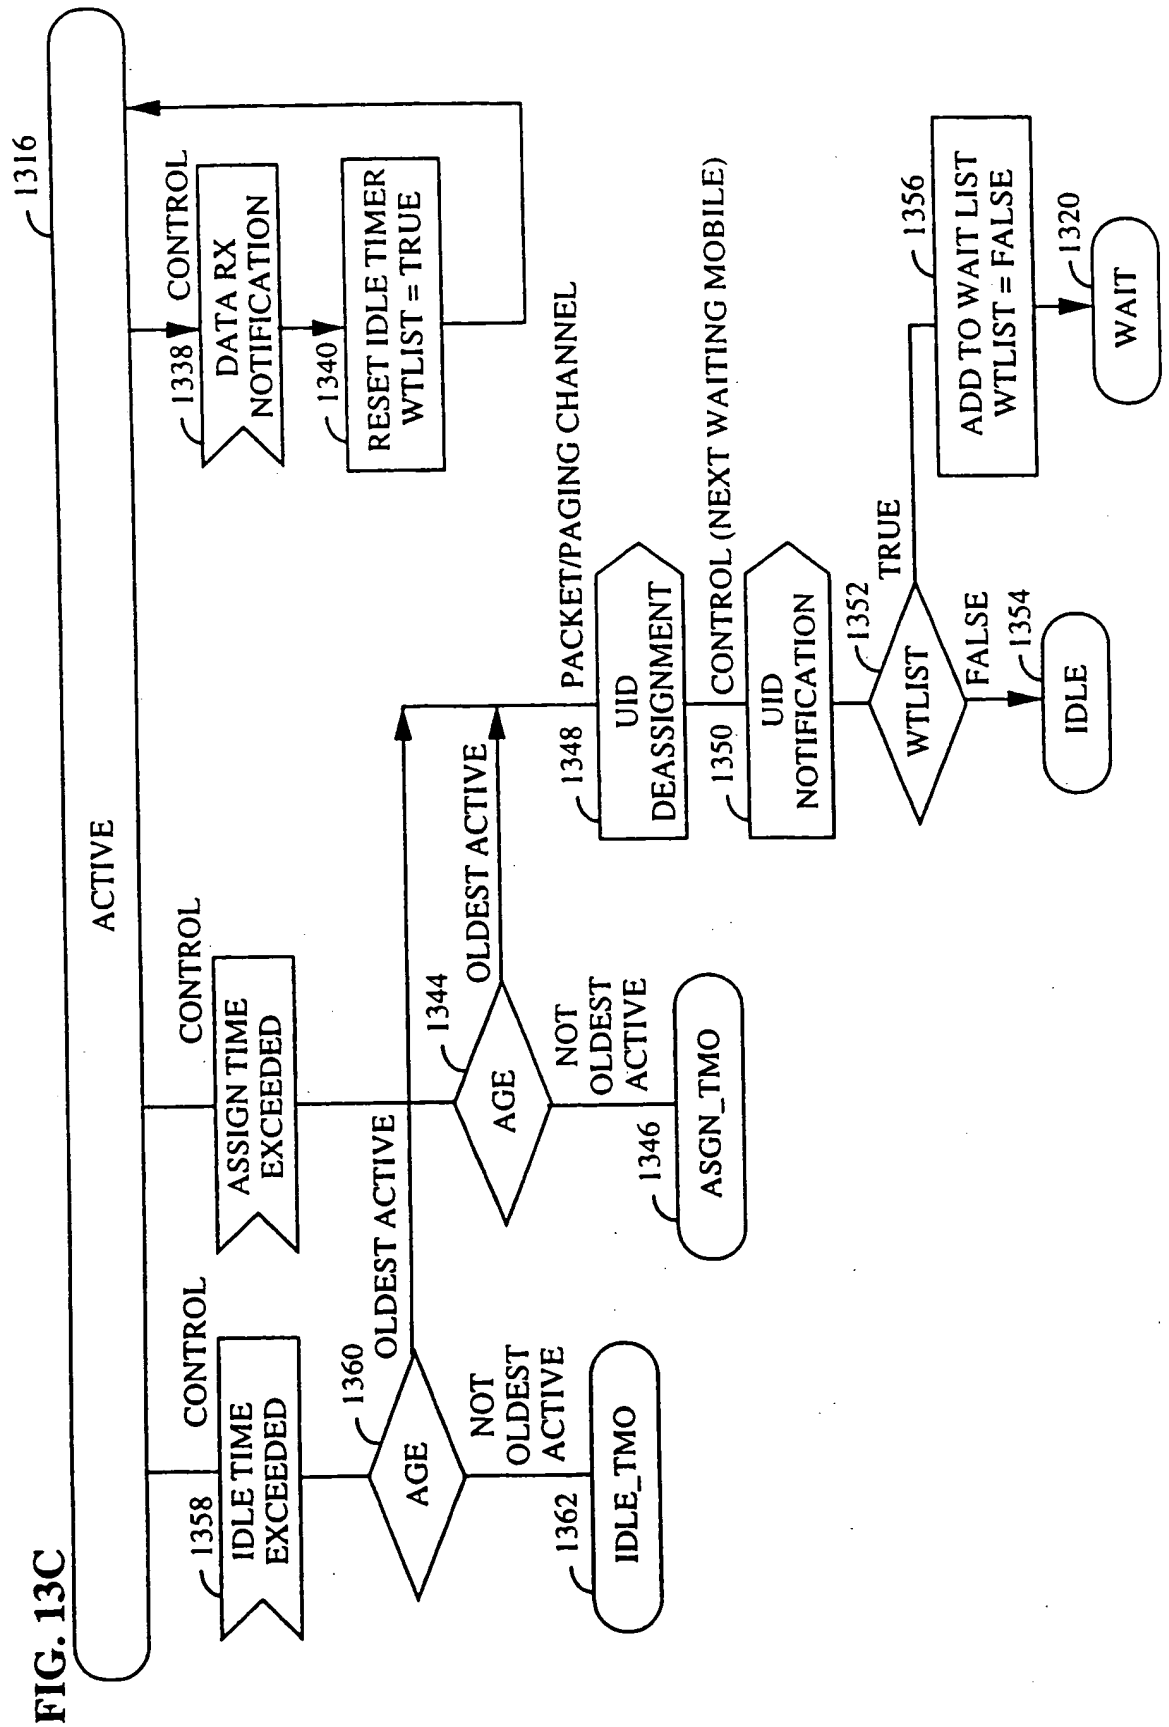 FIG. 13C
1316
ACTIVE
CONTROL
1358
IDLE TIME
EXCEEDED
1360
AGE
OLDEST ACTIVE
NOT
OLDEST
ACTIVE
1362
IDLE_TMO
CONTROL
ASSIGN TIME
EXCEEDED
1344
AGE
OLDEST ACTIVE
NOT
OLDEST
ACTIVE
1346
ASGN_TMO
CONTROL
1338
DATA RX
NOTIFICATION
1340
RESET IDLE TIMER
WTLIST = TRUE
PACKET/PAGING CHANNEL
1348
UID
DEASSIGNMENT
CONTROL (NEXT WAITING MOBILE)
1350
UID
NOTIFICATION
1352
WTLIST
TRUE
FALSE
1354
IDLE
1356
ADD TO WAIT LIST
WTLIST = FALSE
1320
WAIT